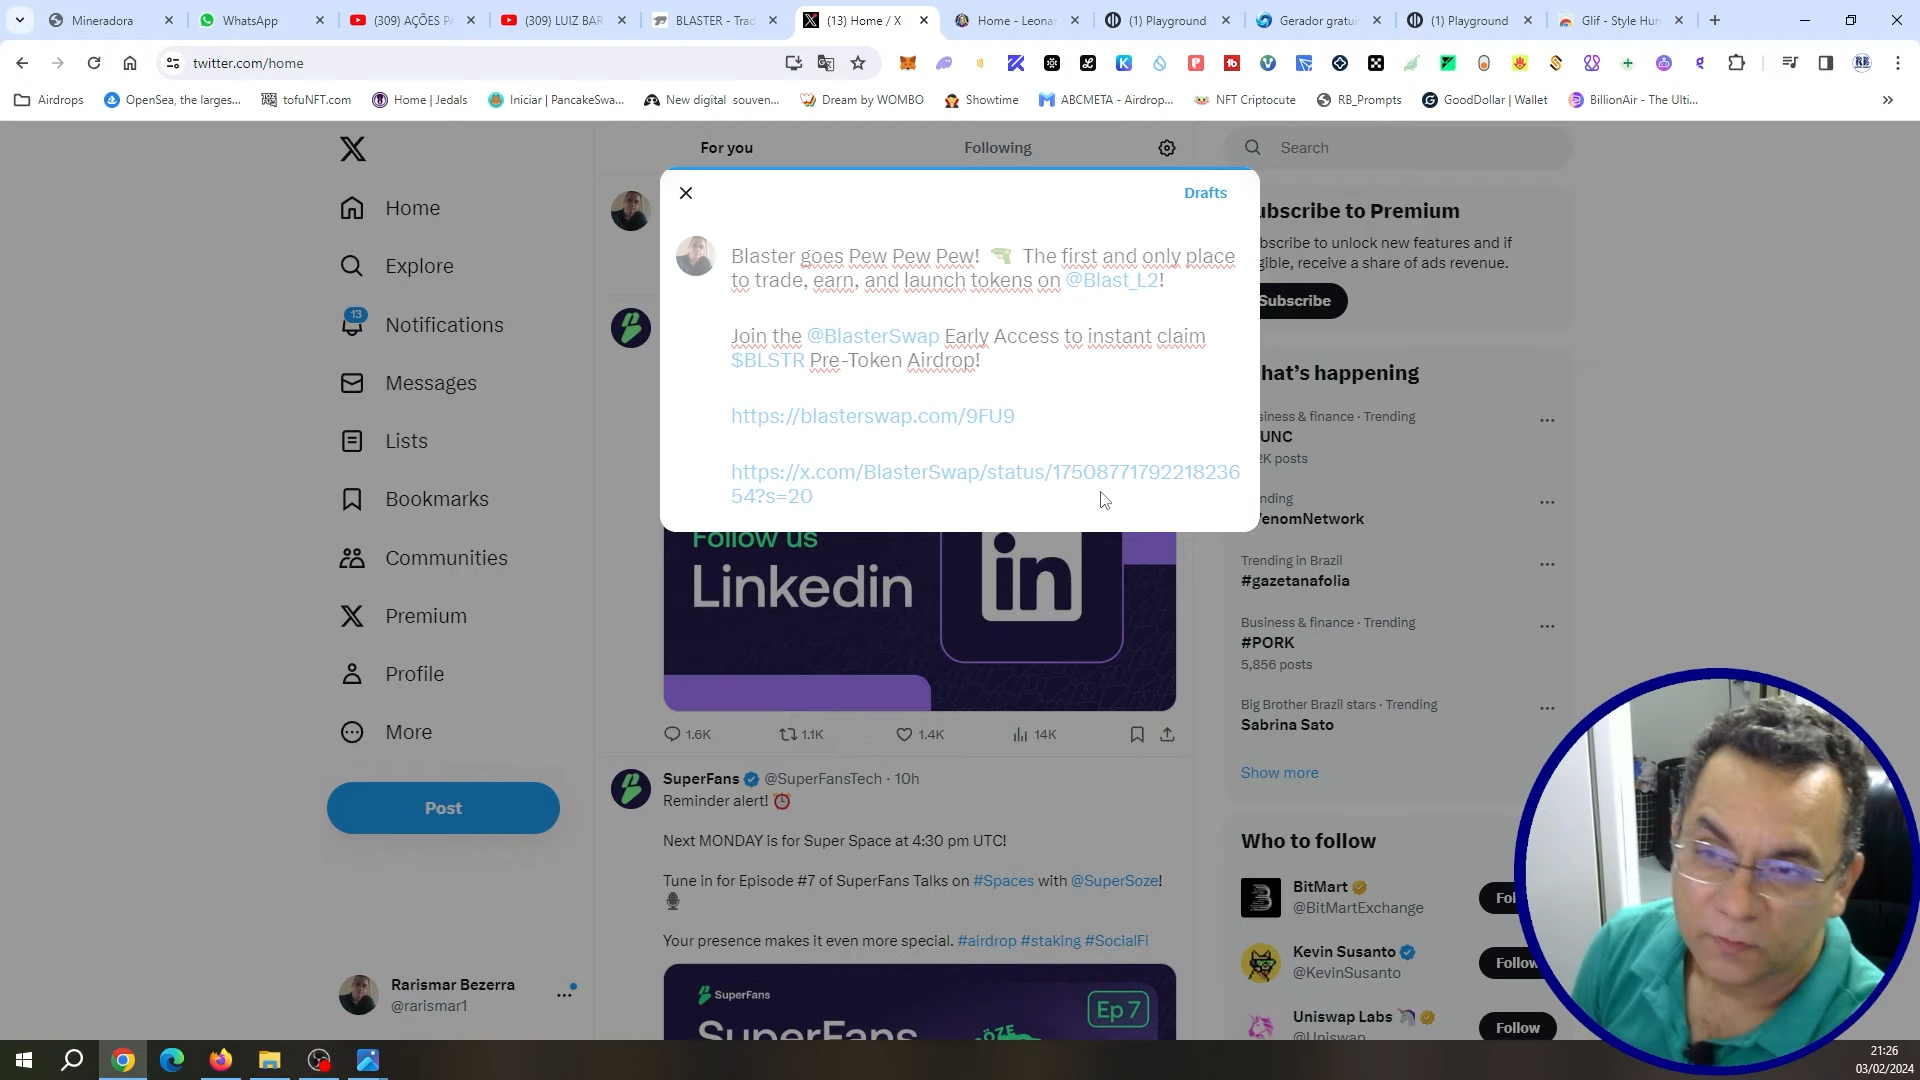 Mineradora
WhatsApp
(309) AÇÕES PA
(309) LUIZ BAR
BLASTER - Trad
(13) Home / X
Home - Leonar
(1) Playground
Gerador gratui
(1) Playground
Glif - Style Hun
twitter.com/home
Airdrops
OpenSea, the larges...
tofuNFT.com
Home | Jedals
Iniciar | PancakeSwa...
New digital souven...
Dream by WOMBO
Showtime
ABCMETA - Airdrop...
NFT Criptocute
RB_Prompts
GoodDollar | Wallet
BillionAir - The Ulti...
Home
Explore
13
Notifications
Messages
Lists
Bookmarks
Communities
Premium
Profile
More
Post
Rarismar Bezerra
@rarismar1
For you
Following
Drafts
Blaster goes Pew Pew Pew! The first and only place
to trade, earn, and launch tokens on @Blast_L2!
Join the @BlasterSwap Early Access to instant claim
$BLSTR Pre-Token Airdrop!
https://blasterswap.com/9FU9
https://x.com/BlasterSwap/status/17508771792218236
54?s=20
Follow us
Linkedin
in
1.6K
1.1K
1.4K
14K
SuperFans @SuperFansTech · 10h
Reminder alert!
Next MONDAY is for Super Space at 4:30 pm UTC!
Tune in for Episode #7 of SuperFans Talks on #Spaces with @SuperSoze!
Your presence makes it even more special. #airdrop #staking #SocialFi
SuperFans
Ep 7
SuperFans
Search
ubscribe to Premium
bscribe to unlock new features and if
gible, receive a share of ads revenue.
Subscribe
hat's happening
siness & finance · Trending
UNC
2K posts
nding
VenomNetwork
Trending in Brazil
#gazetanafolia
Business & finance · Trending
#PORK
5,856 posts
Big Brother Brazil stars · Trending
Sabrina Sato
Show more
Who to follow
BitMart
@BitMartExchange
Fol
Kevin Susanto
@KevinSusanto
Follow
Uniswap Labs
@Uniswap
Follow
21:26
03/02/2024